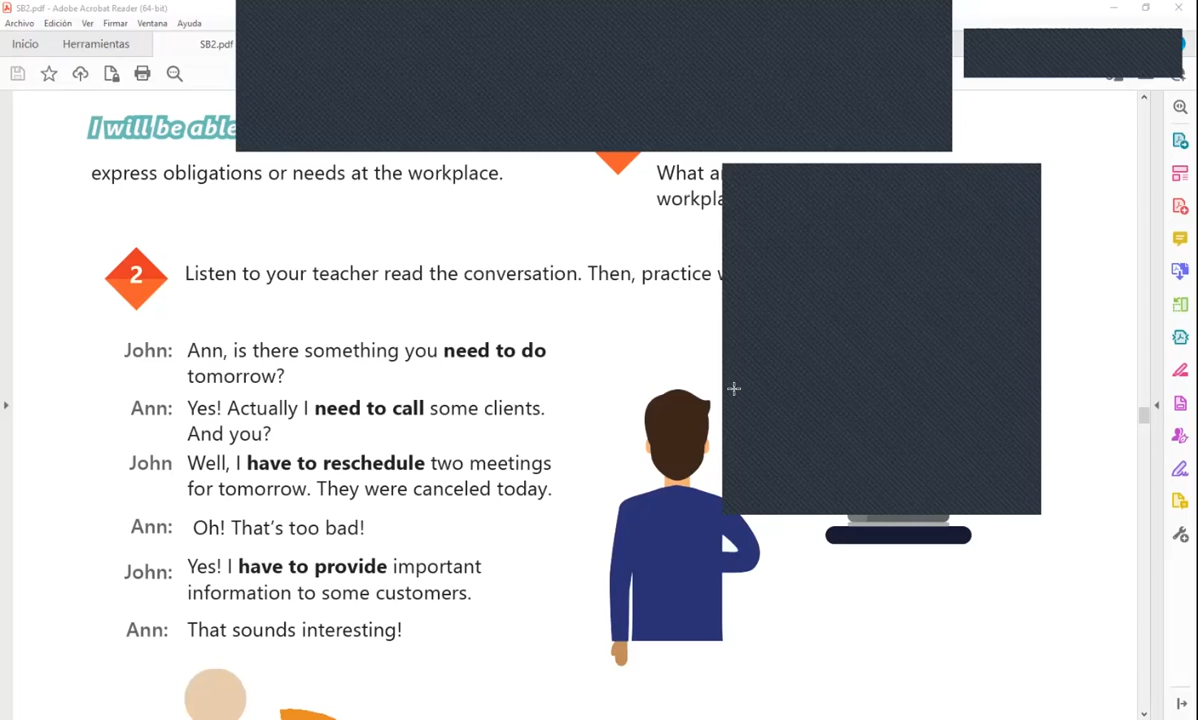 SB2.pdf - Adobe Acrobat Reader (64-bit)
Archivo Edición Ver Firmar Ventana Ayuda
Inicio Herramientas SB2.pdf
I will be able
express obligations or needs at the workplace.
What
2
Listen to your teacher read the conversation. Then, practice
John: Ann, is there something you need to do
tomorrow?
Ann: Yes! Actually I need to call some clients.
And you?
John Well, I have to reschedule two meetings
for tomorrow. They were canceled today.
Ann: Oh! That's too bad!
John: Yes! I have to provide important
information to some customers.
Ann: That sounds interesting!